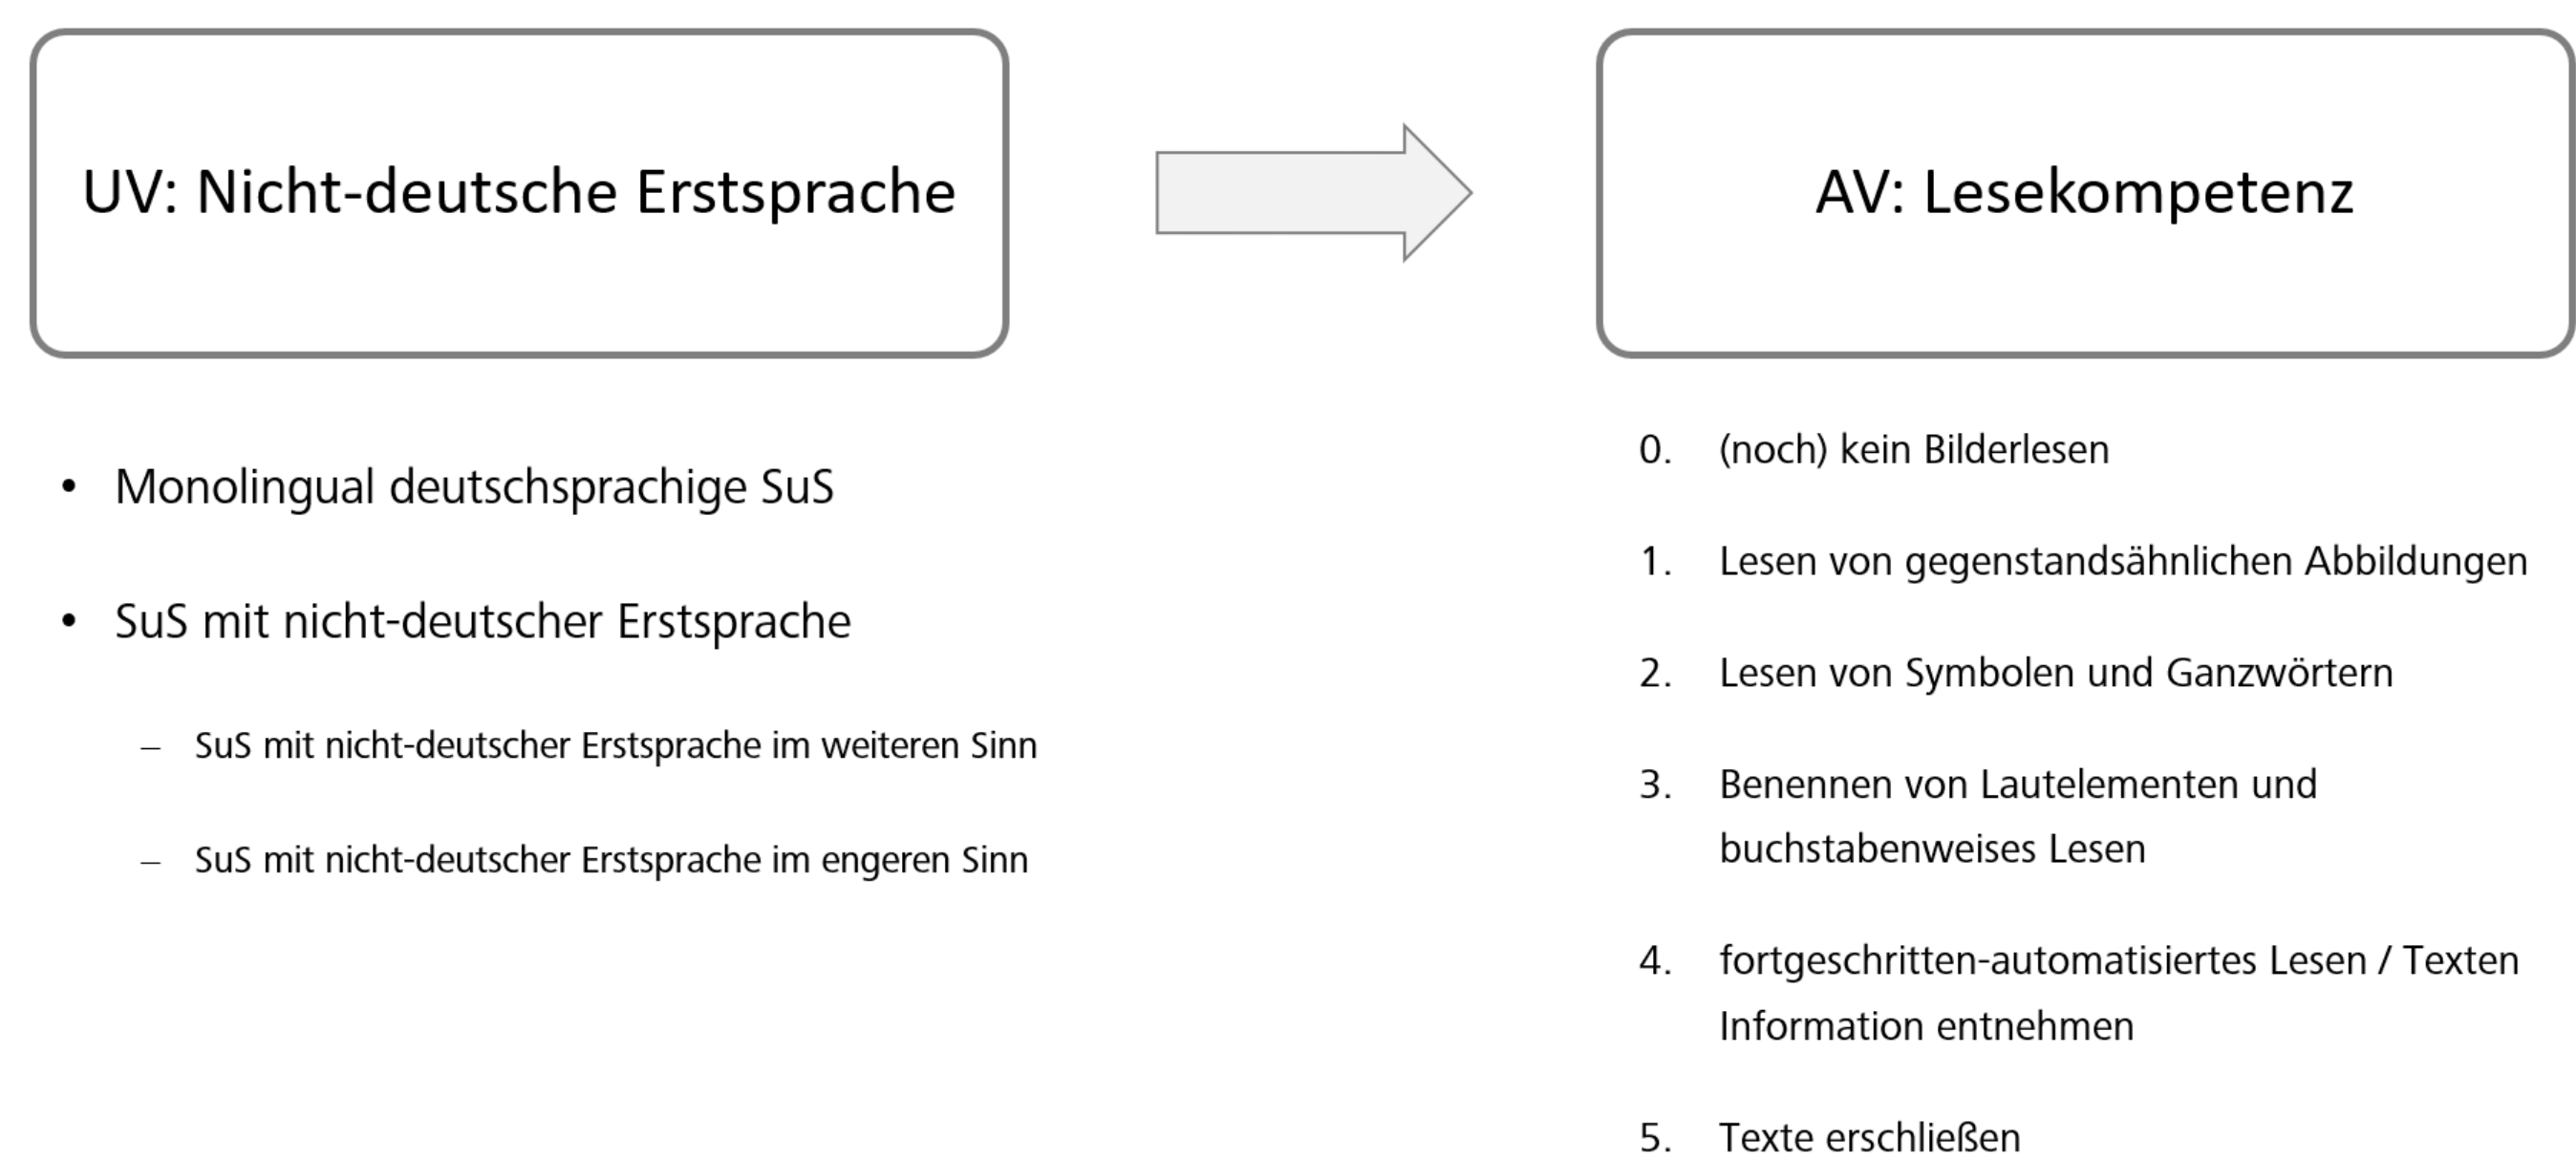 UV: Nicht-deutsche Erstsprache
• Monolingual deutschsprachige SuS
• SuS mit nicht-deutscher Erstsprache
– SuS mit nicht-deutscher Erstsprache im weiteren Sinn
– SuS mit nicht-deutscher Erstsprache im engeren Sinn
AV: Lesekompetenz
0. (noch) kein Bilderlesen
1. Lesen von gegenstandsähnlichen Abbildungen
2. Lesen von Symbolen und Ganzwörtern
3. Benennen von Lautelementen und
buchstabenweises Lesen
4. fortgeschritten-automatisiertes Lesen / Texten
Information entnehmen
5. Texte erschließen